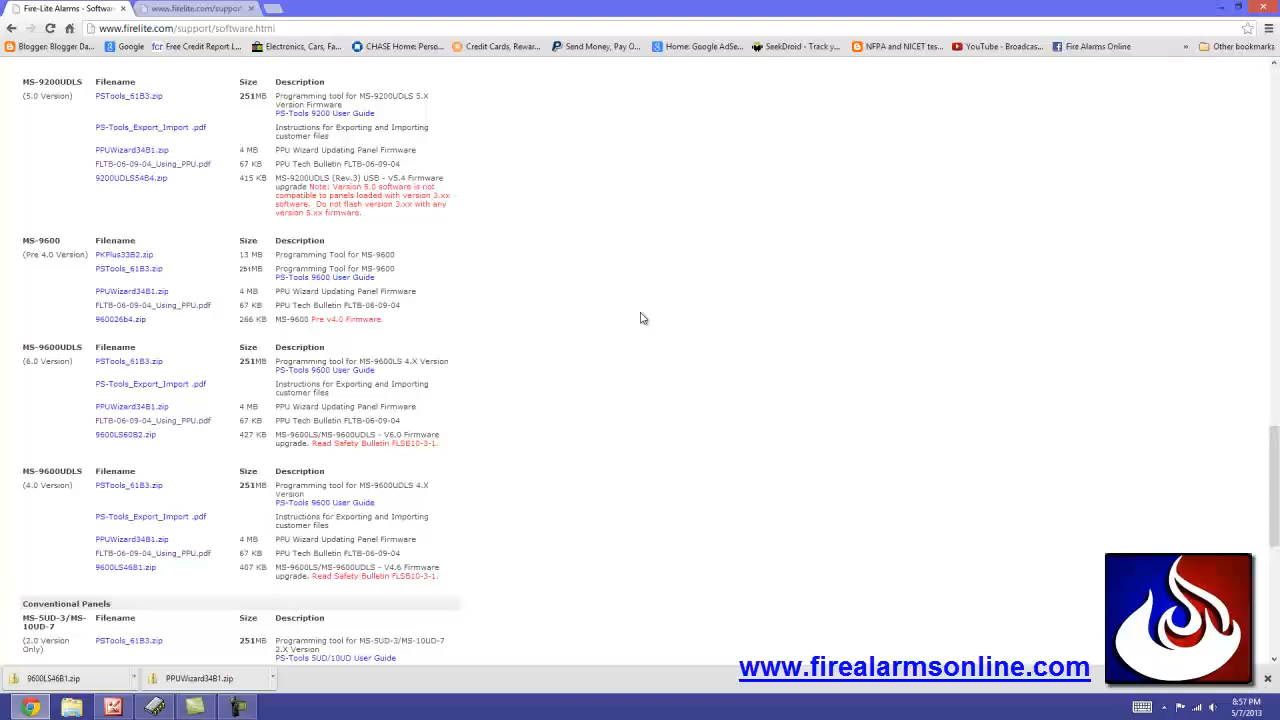 Fire-Lite Alarms - Softwar
www.firelite.com/support/
www.firelite.com/support/software.html
Blogger: Blogger Da...
Google
Free Credit Report L...
Electronics, Cars, Fa...
CHASE Home: Perso...
Credit Cards, Rewar...
Send Money, Pay O...
Home: Google AdSe...
SeekDroid - Track y...
NFPA and NICET tes...
YouTube - Broadcas...
Fire Alarms Online
»
Other bookmarks
MS-9200UDLS Filename Size Description
(5.0 Version) PSTools_61B3.zip 251MB Programming tool for MS-9200UDLS 5.X
Version Firmware
PS-Tools 9200 User Guide
PS-Tools_Export_Import .pdf Instructions for Exporting and Importing
customer files
PPUWizard34B1.zip 4 MB PPU Wizard Updating Panel Firmware
FLTB-06-09-04_Using_PPU.pdf 67 KB PPU Tech Bulletin FLTB-06-09-04
9200UDLS54B4.zip 415 KB MS-9200UDLS (Rev.3) USB - V5.4 Firmware
upgrade Note: Version 5.0 software is not
compatible to panels loaded with version 3.xx
software. Do not flash version 3.xx with any
version 5.xx firmware.
MS-9600 Filename Size Description
(Pre 4.0 Version) PKPlus33B2.zip 13 MB Programming Tool for MS-9600
PSTools_61B3.zip 251MB Programming Tool for MS-9600
PS-Tools 9600 User Guide
PPUWizard34B1.zip 4 MB PPU Wizard Updating Panel Firmware
FLTB-06-09-04_Using_PPU.pdf 67 KB PPU Tech Bulletin FLTB-06-09-04
960026b4.zip 266 KB MS-9600 Pre v4.0 Firmware
MS-9600UDLS Filename Size Description
(6.0 Version) PSTools_61B3.zip 251MB Programming tool for MS-9600LS 4.X Version
PS-Tools 9600 User Guide
PS-Tools_Export_Import .pdf Instructions for Exporting and Importing
customer files
PPUWizard34B1.zip 4 MB PPU Wizard Updating Panel Firmware
FLTB-06-09-04_Using_PPU.pdf 67 KB PPU Tech Bulletin FLTB-06-09-04
9600LS60B2.zip 427 KB MS-9600LS/MS-9600UDLS - V6.0 Firmware
upgrade. Read Safety Bulletin FLSB10-3-1.
MS-9600UDLS Filename Size Description
(4.0 Version) PSTools_61B3.zip 251MB Programming tool for MS-9600UDLS 4.X
Version
PS-Tools 9600 User Guide
PS-Tools_Export_Import .pdf Instructions for Exporting and Importing
customer files
PPUWizard34B1.zip 4 MB PPU Wizard Updating Panel Firmware
FLTB-06-09-04_Using_PPU.pdf 67 KB PPU Tech Bulletin FLTB-06-09-04
9600LS46B1.zip 407 KB MS-9600LS/MS-9600UDLS - V4.6 Firmware
upgrade. Read Safety Bulletin FLSB10-3-1.
Conventional Panels
MS-5UD-3/MS-
10UD-7 Filename Size Description
(2.0 Version
Only) PSTools_61B3.zip 251MB Programming tool for MS-5UD-3/MS-10UD-7
2.X Version
PS-Tools 5UD/10UD User Guide
www.firealarmsonline.com
9600LS46B1.zip
PPUWizard34B1.zip
8:57 PM
5/7/2013